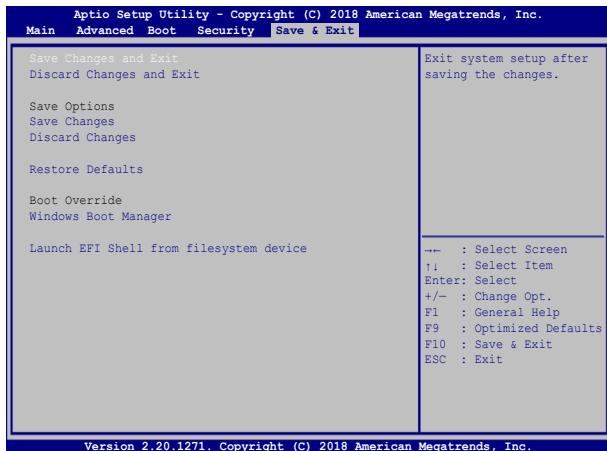 Aptio Setup Utility - Copyright (C) 2018 American Megatrends, Inc.
Main Advanced Boot Security Save & Exit
Save Changes and Exit
Discard Changes and Exit
Save Options
Save Changes
Discard Changes
Restore Defaults
Boot Override
Windows Boot Manager
Launch EFI Shell from filesystem device
Exit system setup after
saving the changes.
→← : Select Screen
↑↓ : Select Item
Enter: Select
+/— : Change Opt.
F1 : General Help
F9 : Optimized Defaults
F10 : Save & Exit
ESC : Exit
Version 2.20.1271. Copyright (C) 2018 American Megatrends, Inc.